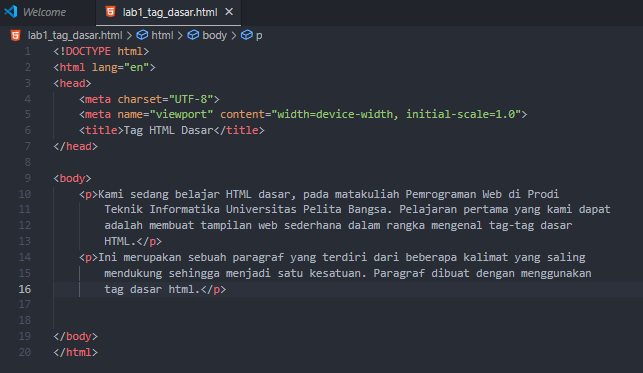 Welcome lab1_tag_dasar.html ×
lab1_tag_dasar.html > html > body > p
1 <!DOCTYPE html>
2 <html lang="en">
3 <head>
4     <meta charset="UTF-8">
5     <meta name="viewport" content="width=device-width, initial-scale=1.0">
6     <title>Tag HTML Dasar</title>
7 </head>
8
9 <body>
10     <p>Kami sedang belajar HTML dasar, pada matakuliah Pemrograman Web di Prodi
11         Teknik Informatika Universitas Pelita Bangsa. Pelajaran pertama yang kami dapat
12         adalah membuat tampilan web sederhana dalam rangka mengenal tag-tag dasar
13         HTML.</p>
14     <p>Ini merupakan sebuah paragraf yang terdiri dari beberapa kalimat yang saling
15         mendukung sehingga menjadi satu kesatuan. Paragraf dibuat dengan menggunakan
16         tag dasar html.</p>
17
18
19 </body>
20 </html>